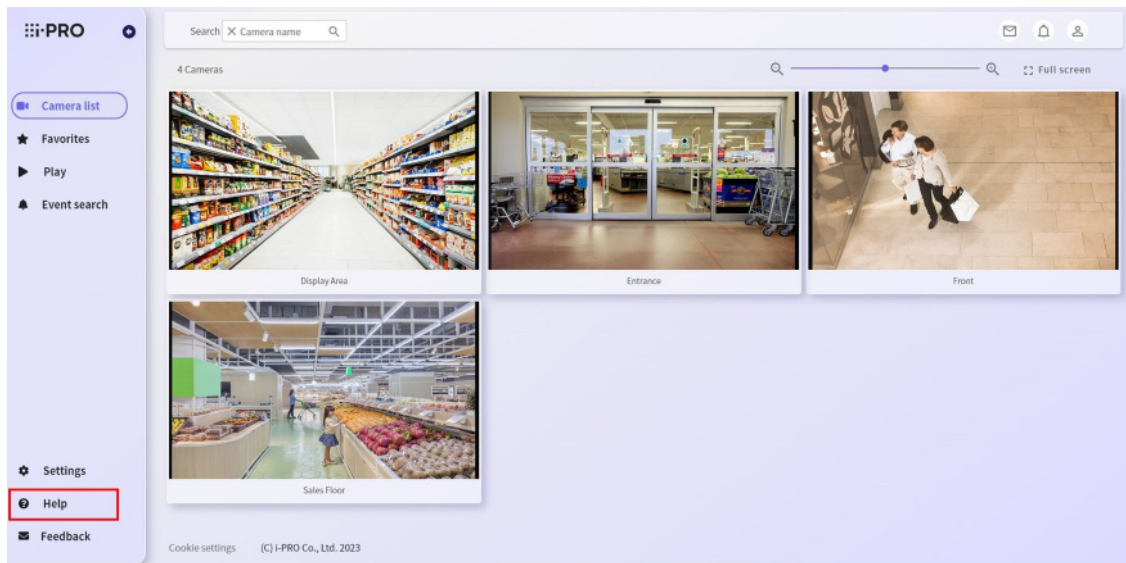 i-PRO
Search Camera name
4 Cameras
Full screen
Camera list
Favorites
Play
Event search
Display Area
Entrance
Front
Sales Floor
Settings
Help
Feedback
Cookie settings (C) i-PRO Co., Ltd. 2023